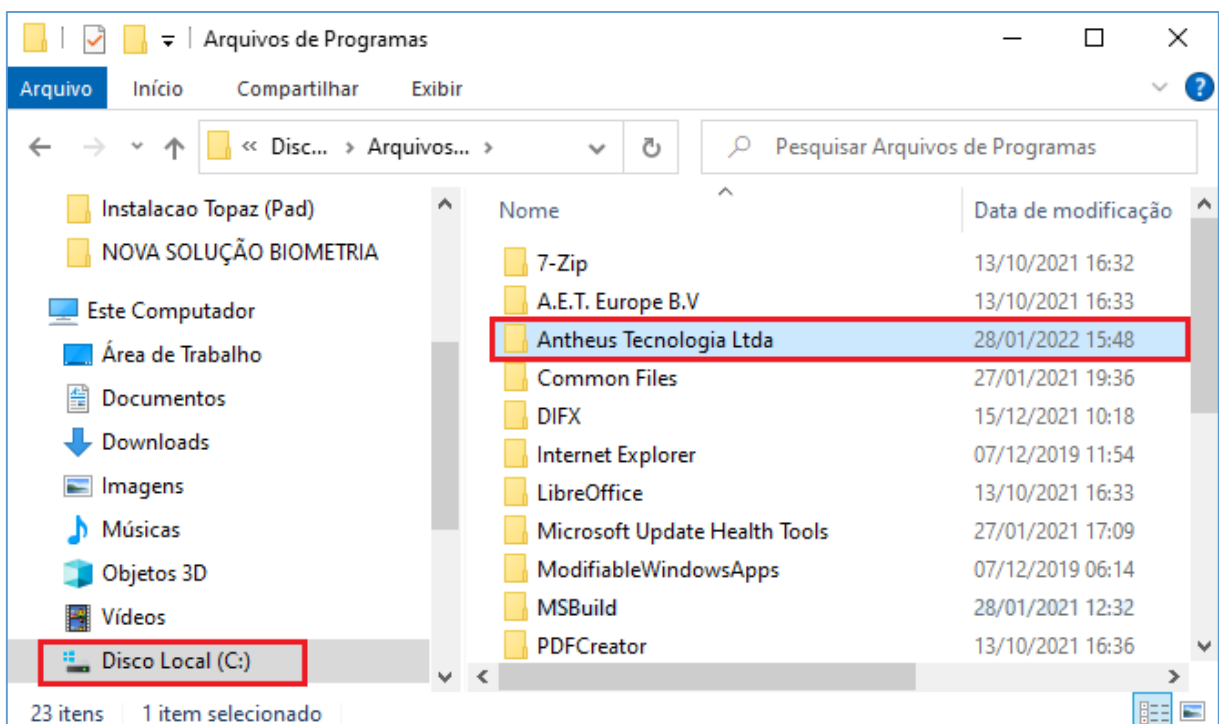 Arquivos de Programas
Arquivo Início Compartilhar Exibir
« Disc... › Arquivos... › Pesquisar Arquivos de Programas
Instalacao Topaz (Pad)
NOVA SOLUÇÃO BIOMETRIA
Este Computador
Área de Trabalho
Documentos
Downloads
Imagens
Músicas
Objetos 3D
Vídeos
Disco Local (C:)
Nome Data de modificação
7-Zip 13/10/2021 16:32
A.E.T. Europe B.V 13/10/2021 16:33
Antheus Tecnologia Ltda 28/01/2022 15:48
Common Files 27/01/2021 19:36
DIFX 15/12/2021 10:18
Internet Explorer 07/12/2019 11:54
LibreOffice 13/10/2021 16:33
Microsoft Update Health Tools 27/01/2021 17:09
ModifiableWindowsApps 07/12/2019 06:14
MSBuild 28/01/2021 12:32
PDFCreator 13/10/2021 16:36
23 itens 1 item selecionado